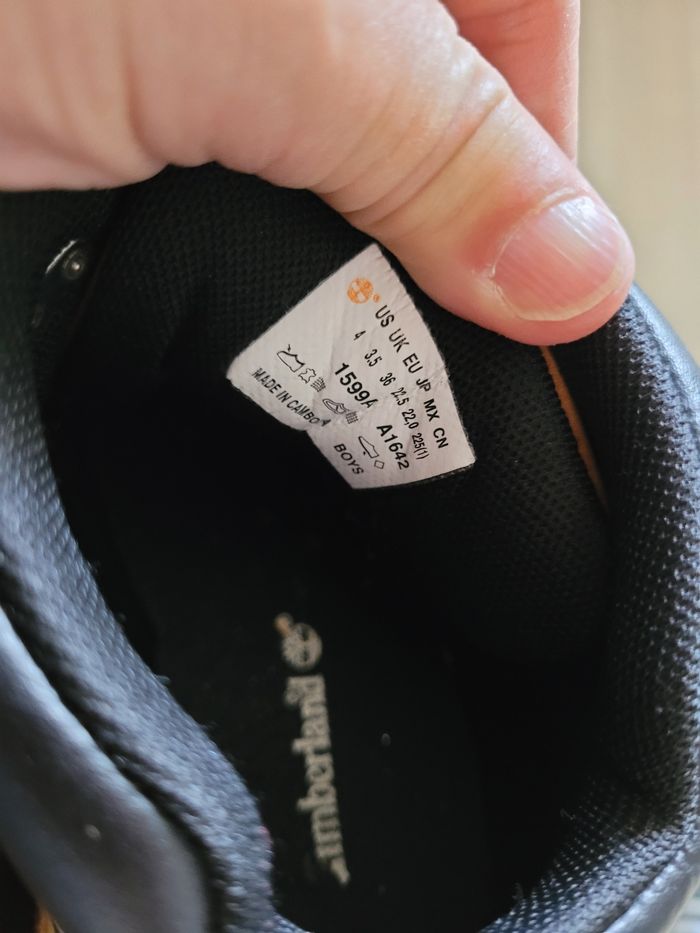 US UK EU JP MX CN
4 3.5 36 22.5 22.0 225(1)
1599A A1642
MADE IN CAMBO
BOYS
Timberland